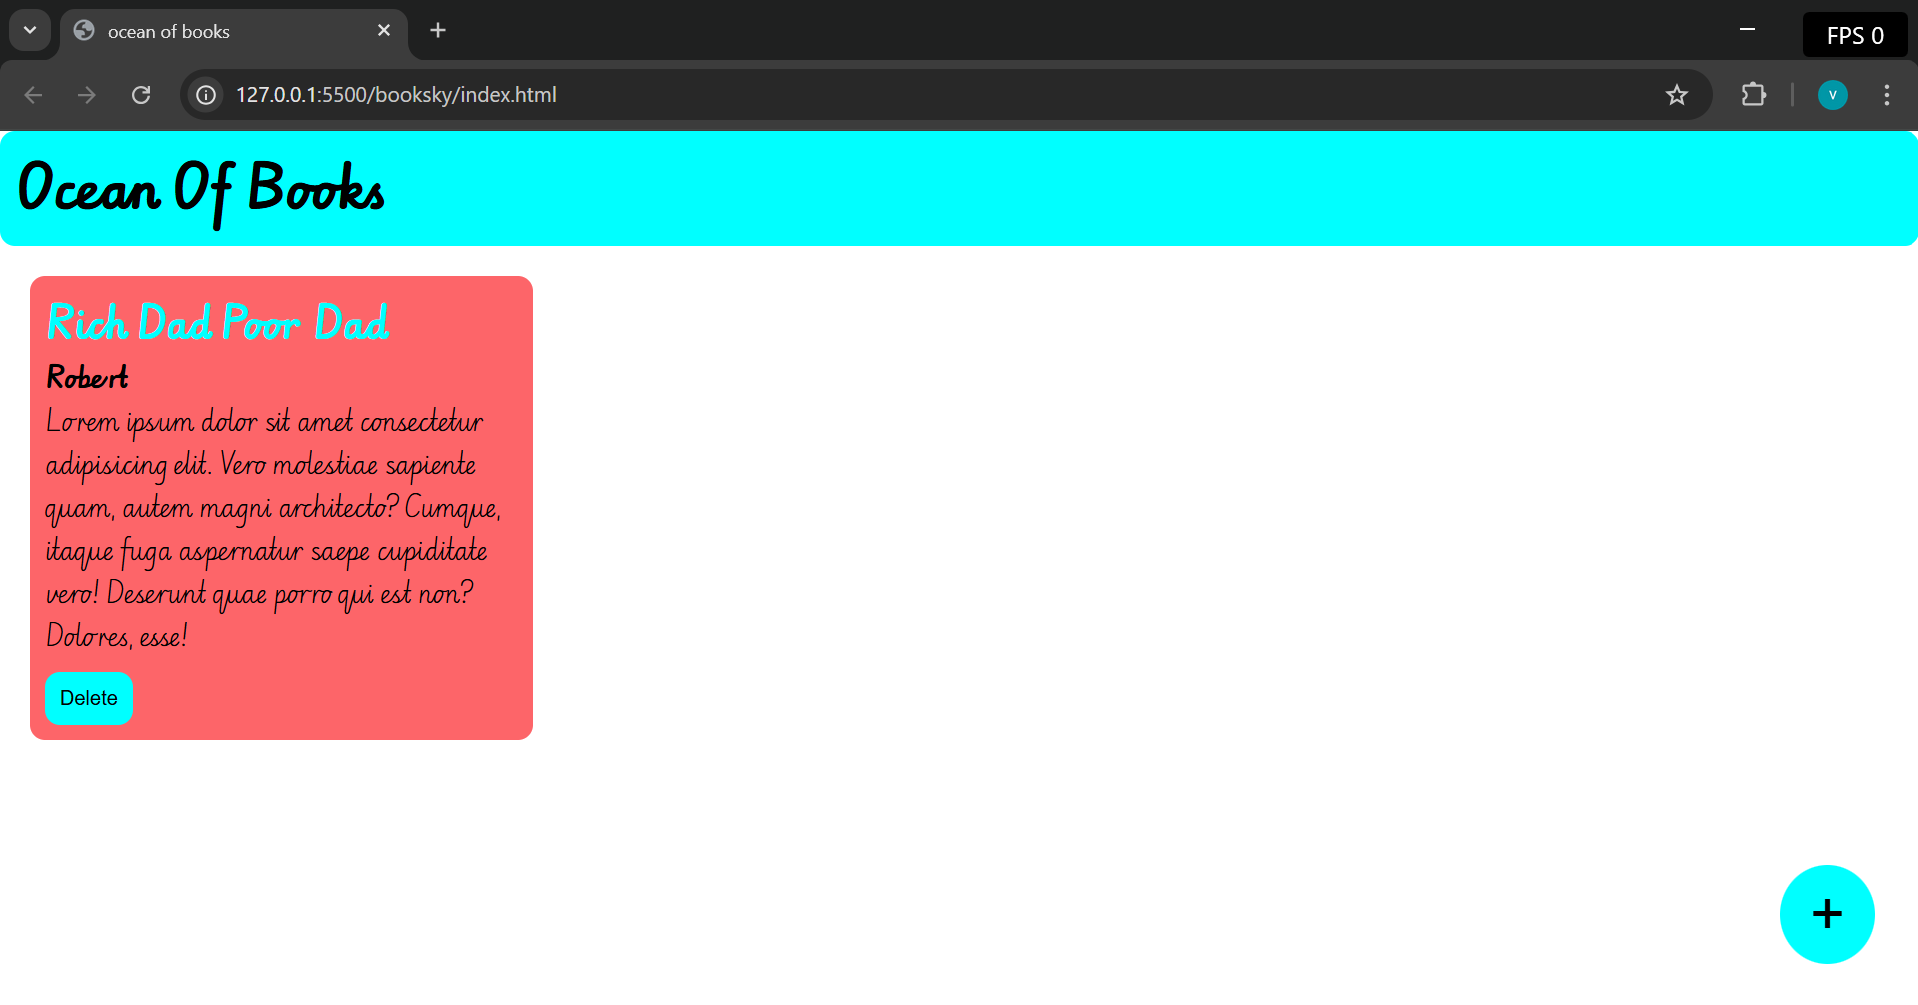 ocean of books
FPS 0
127.0.0.1:5500/booksky/index.html
V
Ocean Of Books
Rich Dad Poor Dad
Robert
Lorem ipsum dolor sit amet consectetur
adipisicing elit. Vero molestiae sapiente
quam, autem magni architecto? Cumque,
itaque fuga aspernatur saepe cupiditate
vero! Deserunt quae porro qui est non?
Dolores, esse!
Delete
+